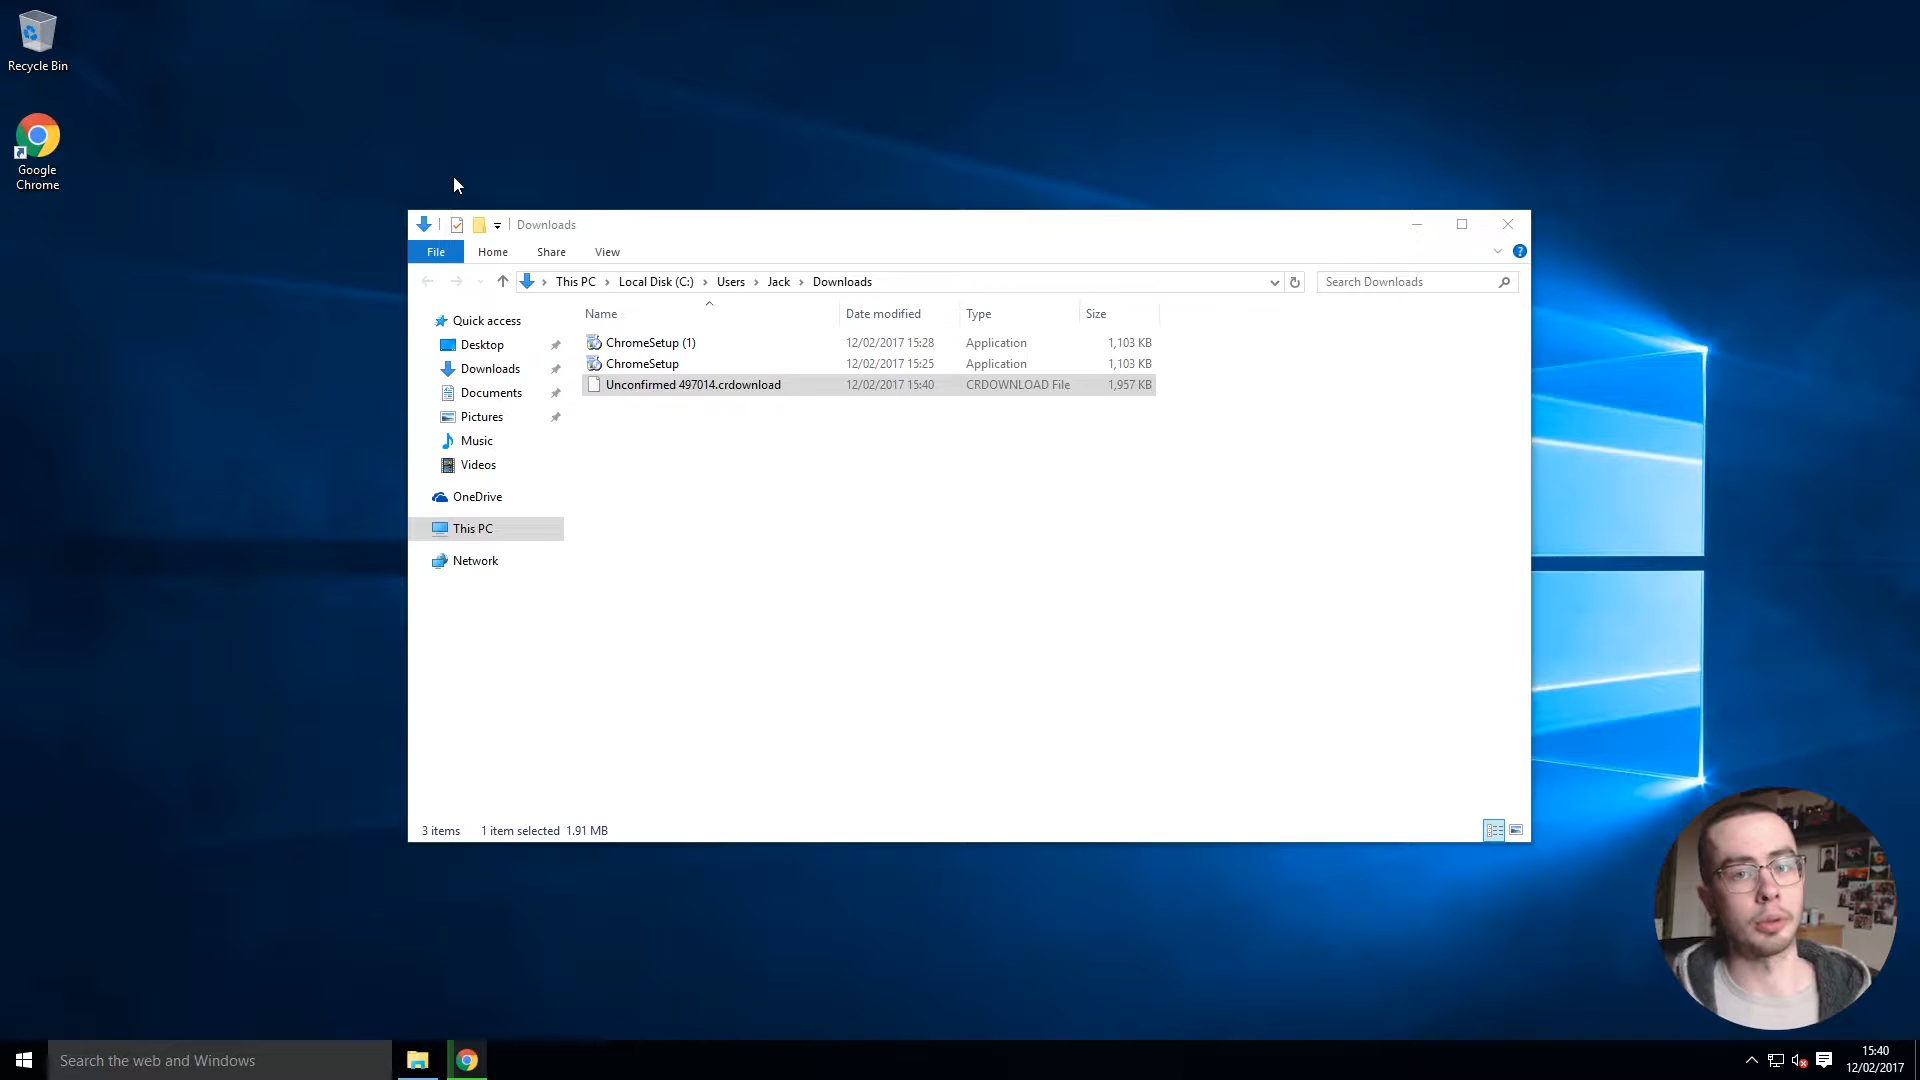 Recycle Bin
Google
Chrome
Downloads
File Home Share View
This PC Local Disk (C:) Users Jack Downloads
Search Downloads
Name Date modified Type Size
ChromeSetup (1) 12/02/2017 15:28 Application 1,103 KB
ChromeSetup 12/02/2017 15:25 Application 1,103 KB
Unconfirmed 497014.crdownload 12/02/2017 15:40 CRDOWNLOAD File 1,957 KB
Quick access
Desktop
Downloads
Documents
Pictures
Music
Videos
OneDrive
This PC
Network
3 items 1 item selected 1.91 MB
Search the web and Windows
15:40
12/02/2017